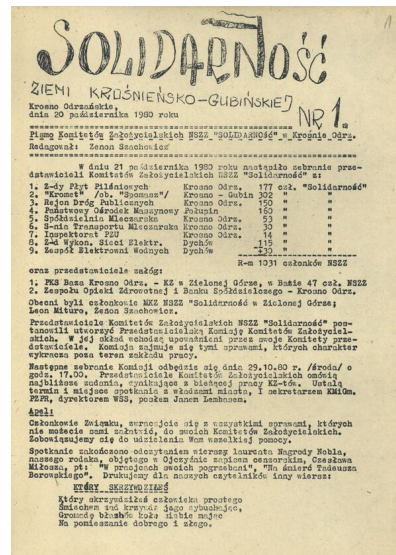 SOLIDARNOŚĆ
ZIEMI KROŚNIEŃSKO-GUBIŃSKIEJ
NR 1.
Krosno Odrzańskie,
dnia 20 października 1980 roku
Pismo Komitetów Założycielskich NSZZ "SOLIDARNOŚĆ" w Krośnie Odrz.
Redagował: Zenon Szachowicz
W dniu 21 października 1980 roku nastąpiło zebranie prze-
dstawicieli Komitetów Założycielskich NSZZ "Solidarność" z:
1. Z-dy Płyt Pilśniowych Krosno Odrz. 177 czł. "Solidarność"
2. "Kromet" /ob. "Spomasz"/ Krosno - Gubin 302 " "
3. Rejon Dróg Publicznych Krosno Odrz. 150 " "
4. Państwowy Ośrodek Maszynowy Połupin 160 " "
5. Spółdzielnia Mleczarska Krosno Odrz. 53 " "
6. S-nia Transportu Mleczarska Krosno Odrz. 30 " "
7. Inspektorat PZU Krosno Odrz. 14 " "
8. Z-d Wykon. Sieci Elektr. Dychów 115 " "
9. Zespół Elektrowni Wodnych Dychów 30 " "
R-m 1031 członków NSZZ
oraz przedstawiciele załóg:
1. PKS Baza Krosno Odrz. - KZ w Zielonej Górze, w Bazie 47 czł. NSZZ
2. Zespołu Opieki Zdrowotnej i Banku Spółdzielczego - Krosno Odrz.
Obecni byli członkowie MKZ NSZZ "Solidarność w Zielonej Górze;
Leon Mituro, Zenon Szachowicz.
Przedstawiciele Komitetów Założycielskich NSZZ "Solidarność" pos-
tanowili utworzyć Przedstawicielską Komisję Komitetów Założyciel-
skich. W jej skład wchodzą upoważnieni przez swoje Komitety prze-
dstawiciele. Komisja zajmuje się tymi sprawami, których charakter
wykracza poza teren zakładu pracy.
Następne zebranie Komisji odbędzie się dnia 29.10.80 r. /środa/ o
godz. 17.00. Przedstawiciele Komitetów Założycielskich omówią
najbliższe zadania, wynikające z bieżącej pracy KZ-tów. Ustalą
termin i miejsce spotkania z władzami miasta, I sekretarzem KMiGm.
PZPR, dyrektorem WSS, posłem Janem Lembasem.
Apel:
Członkowie Związku, zwracajcie się z wszystkimi sprawami, których
nie możecie sami załatwić, do swoich Komitetów Założycielskich.
Zobowiązujemy się do udzielenia Wam wszelkiej pomocy.
Spotkanie zakończono odczytaniem wierszy laureata Nagrody Nobla,
naszego rodaka, objętego w Ojczyźnie zapisem cenzorskim, Czesława
Miłosza, pt: "W pracjach swoich pogrzebani", "Na śmierć Tadeusza
Borowskiego". Drukujemy dla naszych czytelników inny wiersz:
KTÓRY SKRZYWDZIŁEŚ
Który skrzywdziłeś człowieka prostego
Śmiechem nad krzywdą jego wybuchając,
Gromadę błaznów koło siebie mając
Na pomieszanie dobrego i złego.